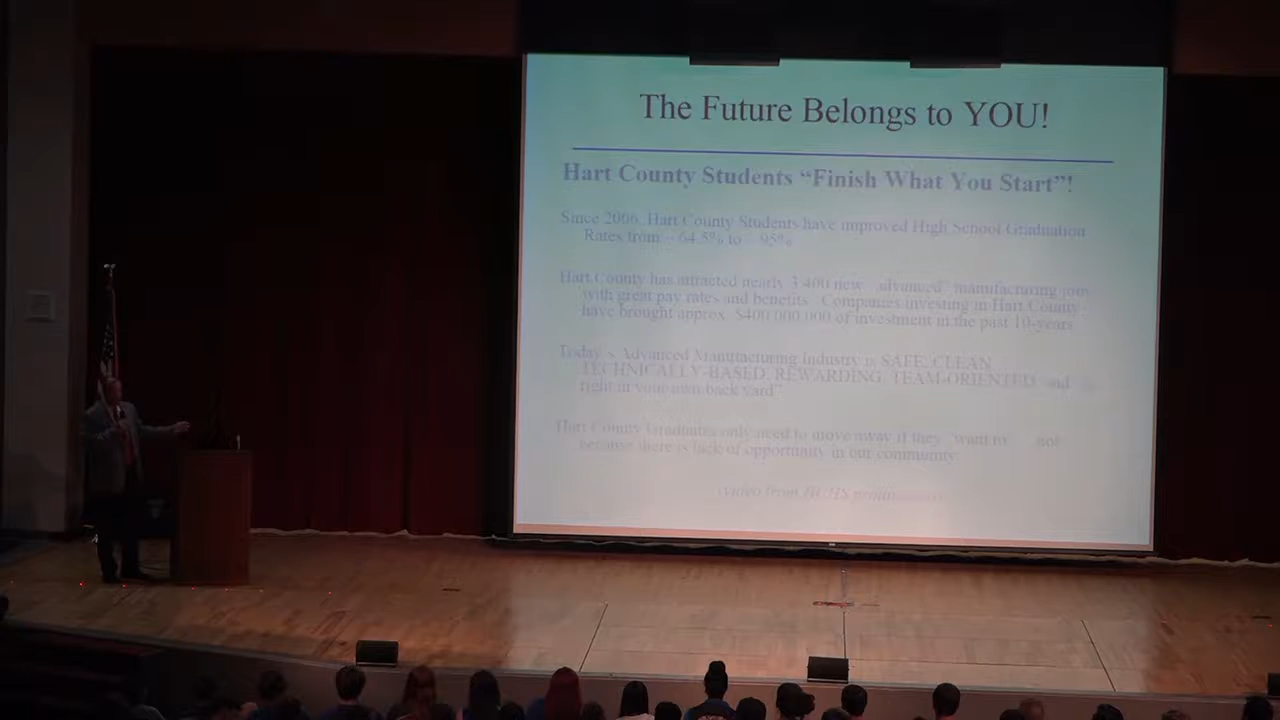 The Future Belongs to YOU!
Hart County Students “Finish What You Start”!
Since 2006, Hart County Students have improved High School Graduation
Rates from ~64.5% to ~95%
Hart County has attracted nearly 3,400 new advanced manufacturing jobs
with great pay rates and benefits. Companies investing in Hart County
have brought approx. $400,000,000 of investment in the past 10-years
Today's Advanced Manufacturing Industry is SAFE, CLEAN,
TECHNICALLY-BASED, REWARDING, TEAM-ORIENTED and
right in your own back yard”
Hart County Graduates only need to move away if they “want to” not
because there is lack of opportunity in our community
(video from HCHS